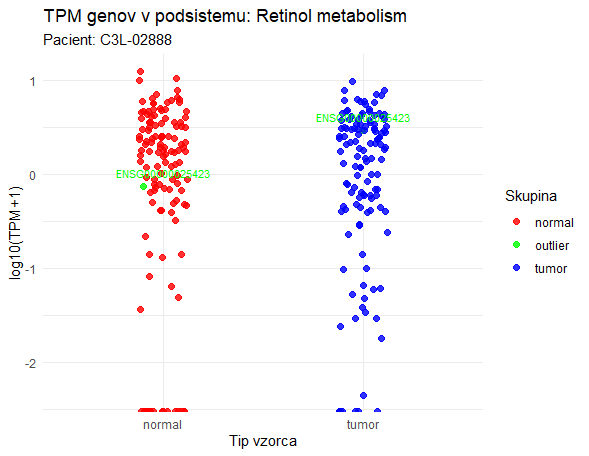 TPM genov v podsistemu: Retinol metabolism
Pacient: C3L-02888
log10(TPM+1)
1
0
-1
-2
normal
tumor
Tip vzorca
Skupina
normal
outlier
tumor